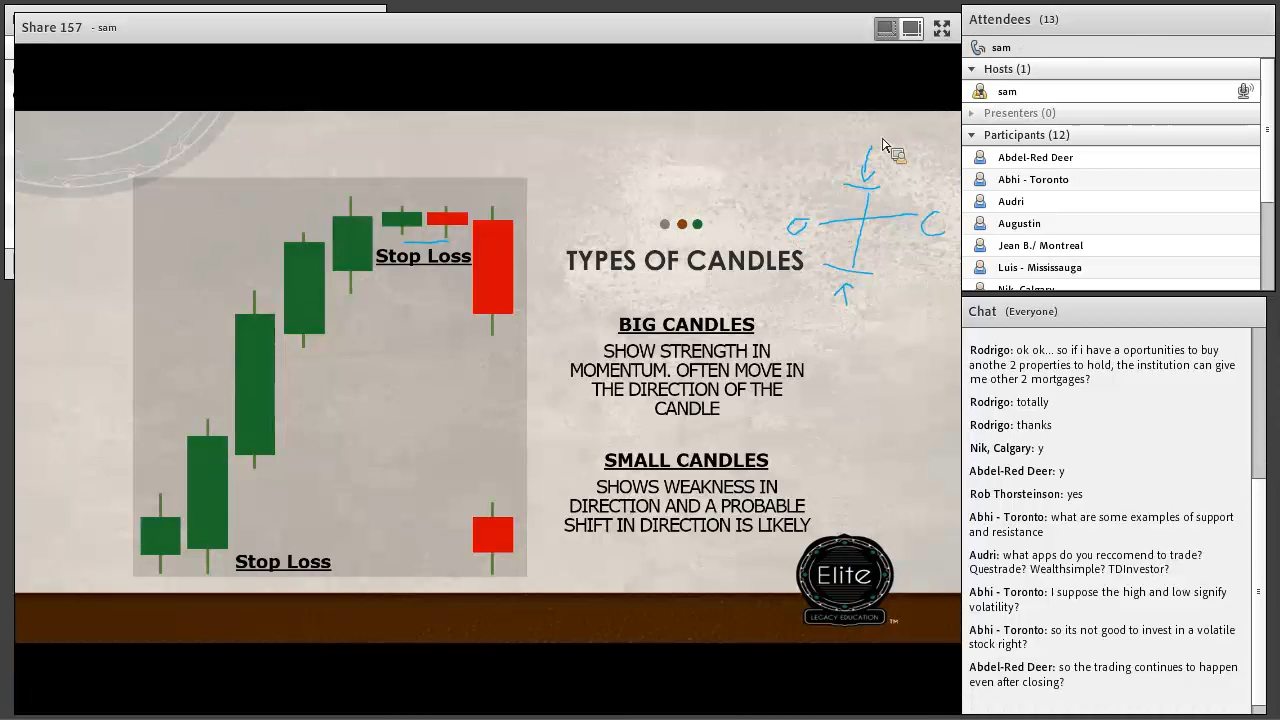 Share 157 - sam
Stop Loss
Stop Loss
TYPES OF CANDLES
BIG CANDLES
SHOW STRENGTH IN
MOMENTUM. OFTEN MOVE IN
THE DIRECTION OF THE
CANDLE
SMALL CANDLES
SHOWS WEAKNESS IN
DIRECTION AND A PROBABLE
SHIFT IN DIRECTION IS LIKELY
O
C
Elite
LEGACY EDUCATION
TM
Attendees (13)
sam
Hosts (1)
sam
Presenters (0)
Participants (12)
Abdel-Red Deer
Abhi - Toronto
Audri
Augustin
Jean B./ Montreal
Luis - Mississauga
Nik, Calgary
Chat (Everyone)
Rodrigo: ok ok... so if i have a oportunities to buy
anothe 2 properties to hold, the institution can give
me other 2 mortgages?
Rodrigo: totally
Rodrigo: thanks
Nik, Calgary: y
Abdel-Red Deer: y
Rob Thorsteinson: yes
Abhi - Toronto: what are some examples of support
and resistance
Audri: what apps do you reccomend to trade?
Questrade? Wealthsimple? TDInvestor?
Abhi - Toronto: I suppose the high and low signify
volatility?
Abhi - Toronto: so its not good to invest in a volatile
stock right?
Abdel-Red Deer: so the trading continues to happen
even after closing?